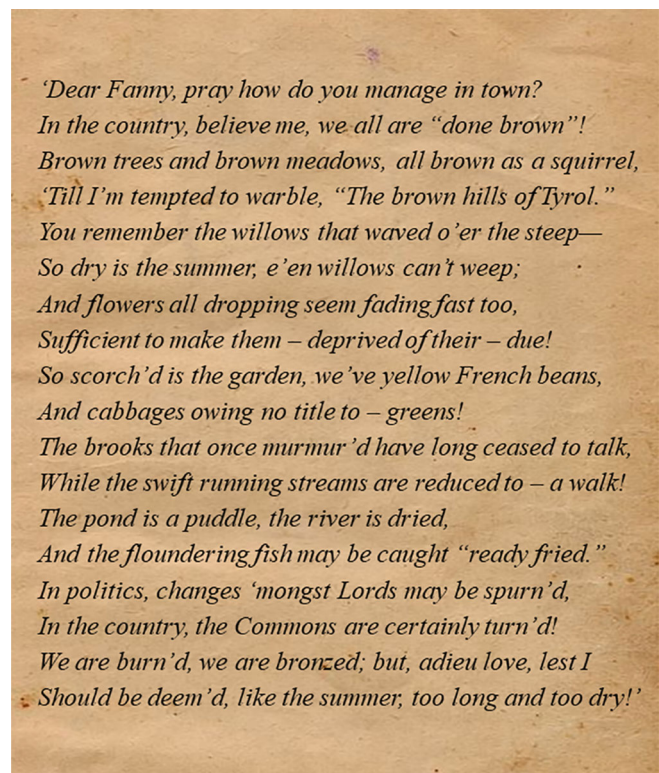 ‘Dear Fanny, pray how do you manage in town?
In the country, believe me, we all are “done brown”!
Brown trees and brown meadows, all brown as a squirrel,
‘Till I’m tempted to warble, “The brown hills of Tyrol.”
You remember the willows that waved o’er the steep—
So dry is the summer, e’en willows can’t weep;
And flowers all dropping seem fading fast too,
Sufficient to make them – deprived of their – due!
So scorch’d is the garden, we’ve yellow French beans,
And cabbages owing no title to – greens!
The brooks that once murmur’d have long ceased to talk,
While the swift running streams are reduced to – a walk!
The pond is a puddle, the river is dried,
And the floundering fish may be caught “ready fried.”
In politics, changes ‘mongst Lords may be spurn’d,
In the country, the Commons are certainly turn’d!
We are burn’d, we are bronzed; but, adieu love, lest I
Should be deem’d, like the summer, too long and too dry!’